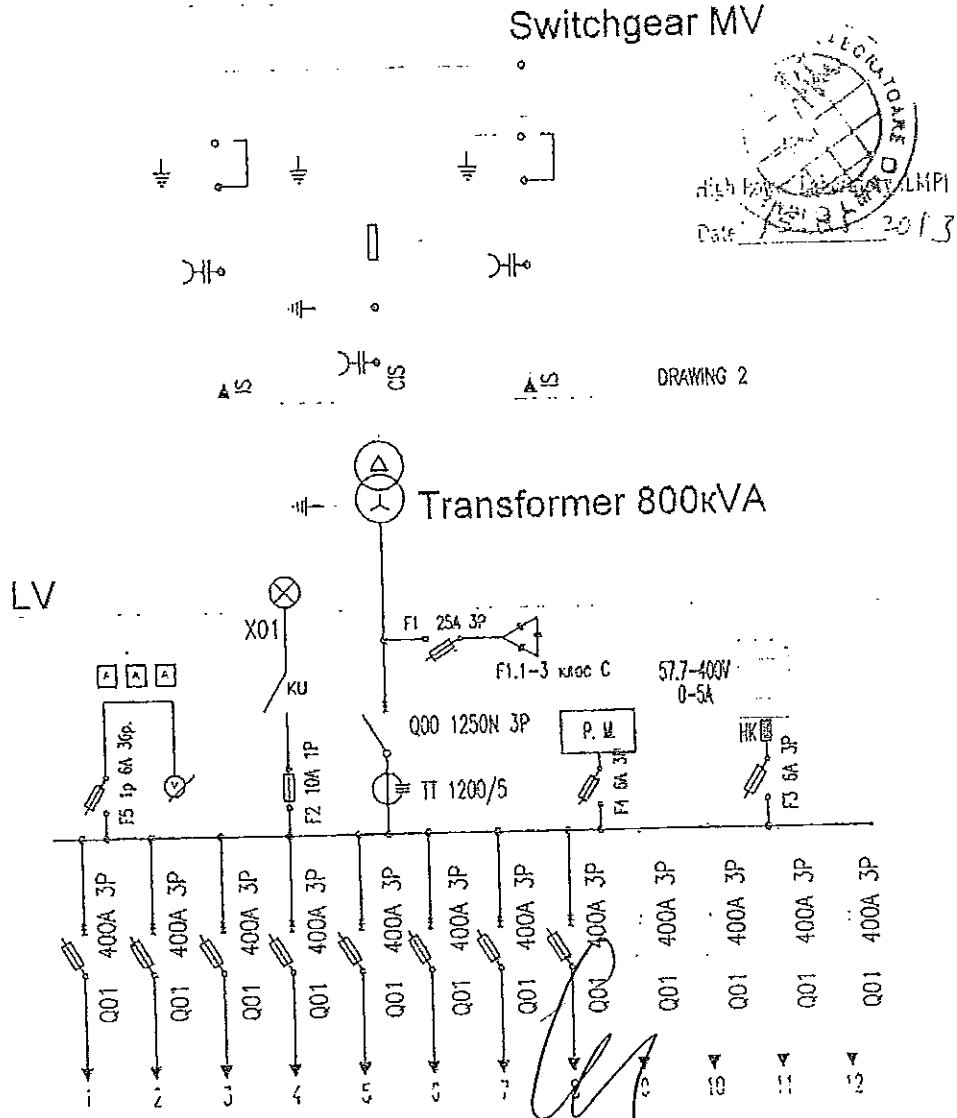 Switchgear MV
Date 2013
IS
CIS
IS
DRAWING 2
Transformer 800кVA
LV
X01
F1 25A 3P
F1.1-3 клас C
57.7-400V
0-5A
A A A
KU
Q00 1250N 3P
P. M.
HK
F5 1p 6A 3бр.
V
F2 10A 1P
TT 1200/5
F4 6A 3P
F3 6A 3P
Q01 400A 3P
Q01 400A 3P
Q01 400A 3P
Q01 400A 3P
Q01 400A 3P
Q01 400A 3P
Q01 400A 3P
Q01 400A 3P
Q01 400A 3P
Q01 400A 3P
Q01 400A 3P
Q01 400A 3P
1 2 3 4 5 6 7 8 9 10 11 12